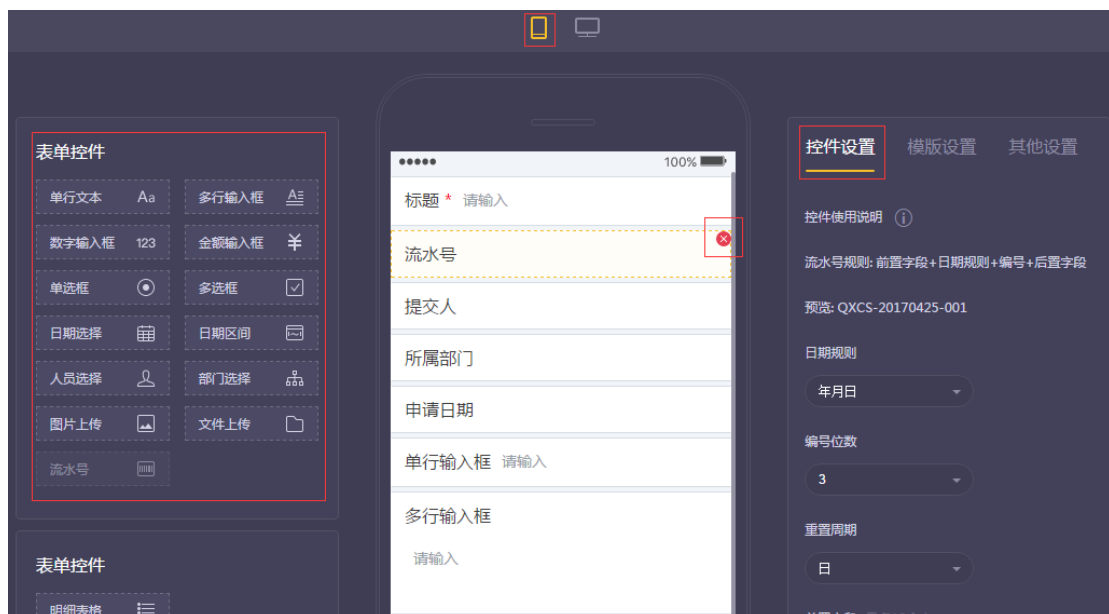 表单控件
单行文本 Aa
多行输入框 A
数字输入框 123
金额输入框 ¥
单选框
多选框
日期选择
日期区间
人员选择
部门选择
图片上传
文件上传
流水号
表单控件
明细表格
100%
标题 * 请输入
流水号
提交人
所属部门
申请日期
单行输入框 请输入
多行输入框
请输入
控件设置 模版设置 其他设置
控件使用说明 i
流水号规则: 前置字段+日期规则+编号+后置字段
预览: QXCS-20170425-001
日期规则
年月日
编号位数
3
重置周期
日